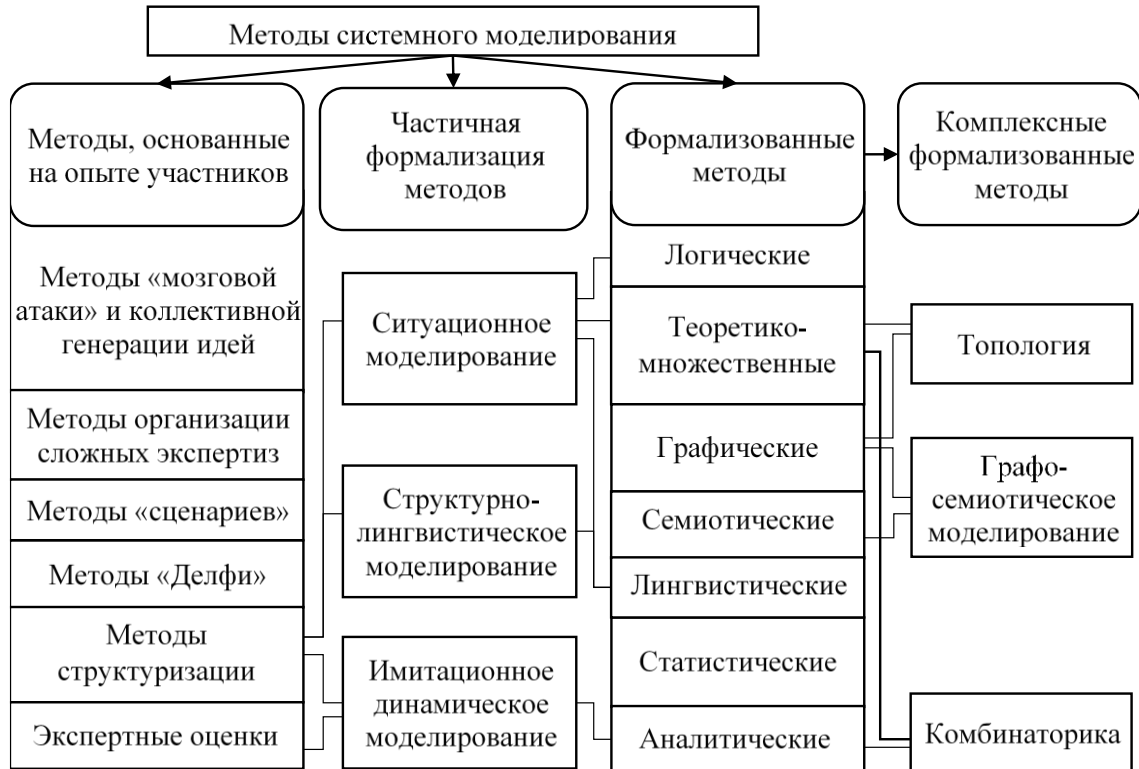 Методы системного моделирования
Методы, основанные
на опыте участников
Частичная
формализация
методов
Формализованные
методы
Комплексные
формализованные
методы
Методы «мозговой
атаки» и коллективной
генерации идей
Методы организации
сложных экспертиз
Методы «сценариев»
Методы «Делфи»
Методы
структуризации
Экспертные оценки
Ситуационное
моделирование
Структурно-
лингвистическое
моделирование
Имитационное
динамическое
моделирование
Логические
Теоретико-
множественные
Графические
Семиотические
Лингвистические
Статистические
Аналитические
Топология
Графо-
семиотическое
моделирование
Комбинаторика